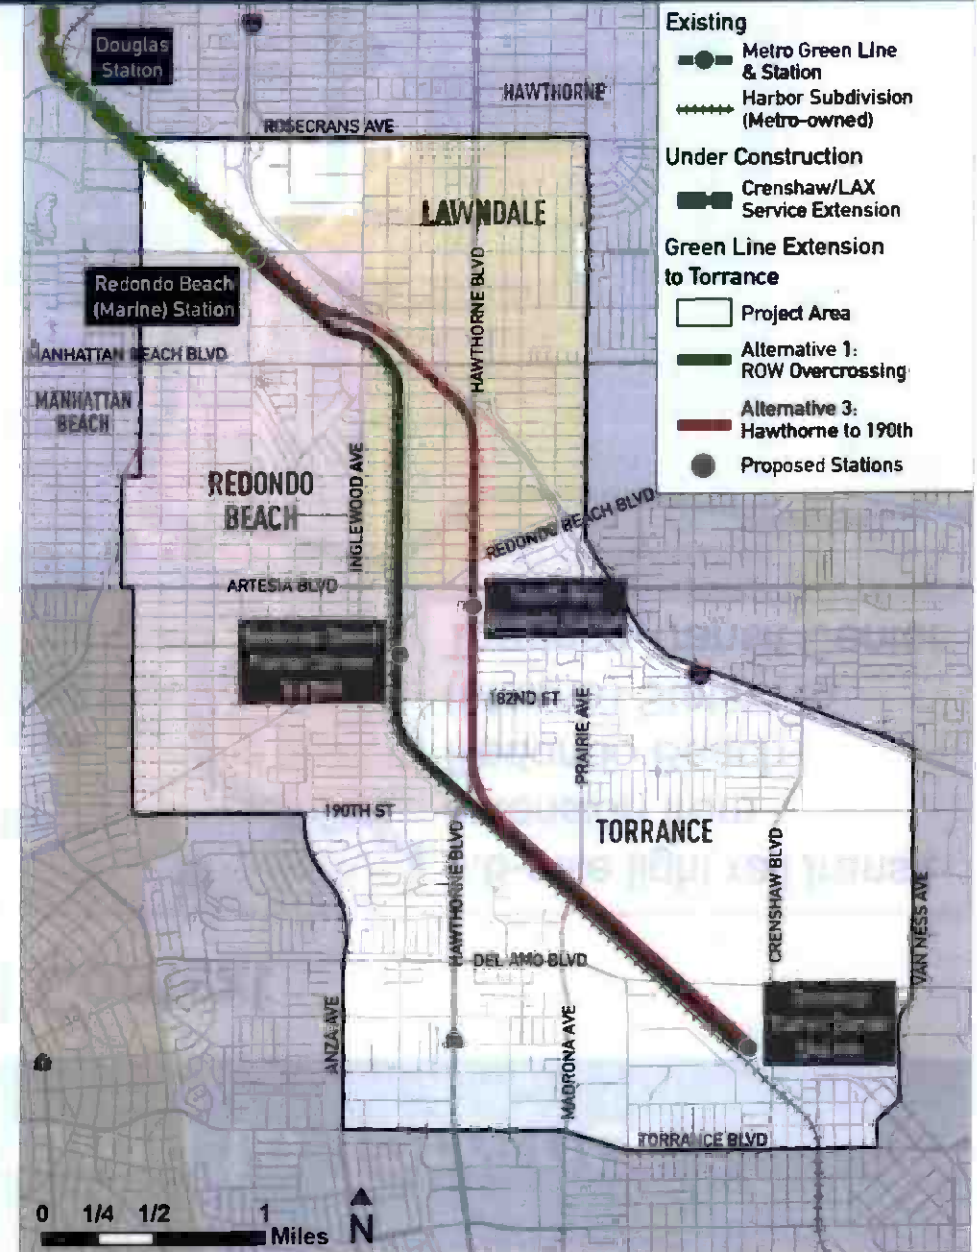 Douglas
Station
HAWTHORNE
ROSECRANS AVE
LAWNDALE
HAWTHORNE BLVD
Redondo Beach
(Marine) Station
MANHATTAN BEACH BLVD
MANHATTAN
BEACH
REDONDO
BEACH
INGLEWOOD AVE
REDONDO BEACH BLVD
ARTESIA BLVD
182ND ST
PRAIRIE AVE
190TH ST
TORRANCE
HAWTHORNE BLVD
CRENSHAW BLVD
VAN NESS AVE
DEL AMO BLVD
ANZA AVE
MADRONA AVE
TORRANCE BLVD
0 1/4 1/2 1
Miles
N
Existing
Metro Green Line
& Station
Harbor Subdivision
(Metro-owned)
Under Construction
Crenshaw/LAX
Service Extension
Green Line Extension
to Torrance
Project Area
Alternative 1:
ROW Overcrossing
Alternative 3:
Hawthorne to 190th
Proposed Stations